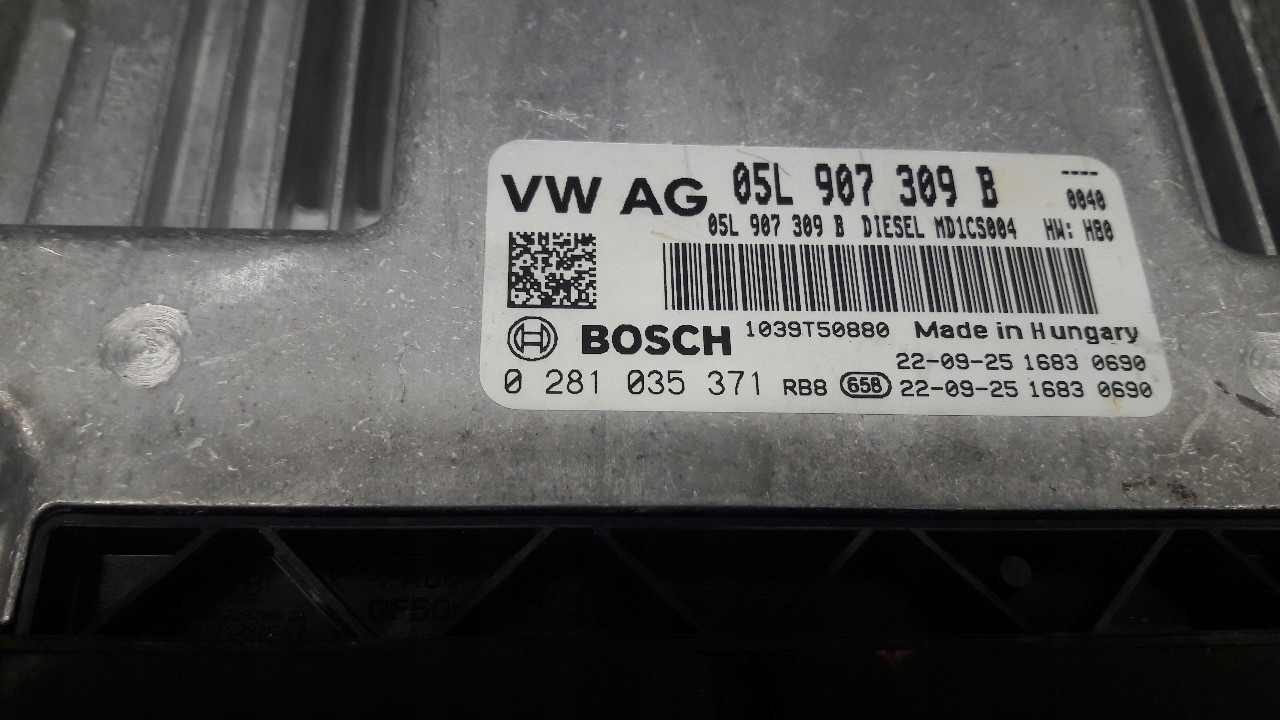 VW AG 05L 907 309 B ----
0040
05L 907 309 B DIESEL MD1CS004 HW: H80
BOSCH 1039T50880 Made in Hungary
22-09-25 1683 0690
0 281 035 371 RB8 658 22-09-25 1683 0690
GF50